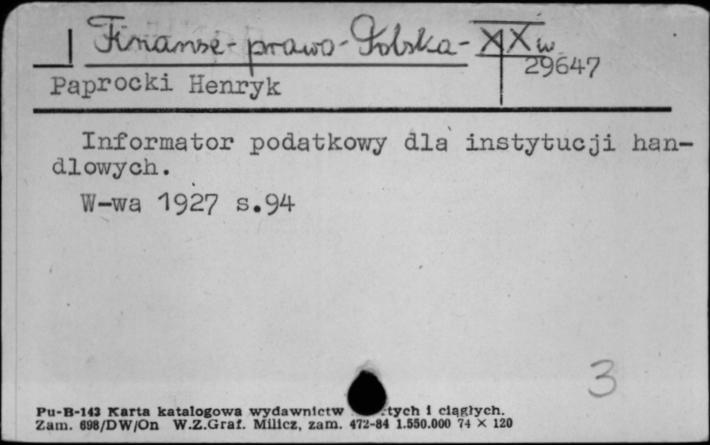 Finanse - prawo - Polska - XX w
29647
Paprocki Henryk
Informator podatkowy dla instytucji han-
dlowych.
W-wa 1927 s.94
3
Pu-B-143 Karta katalogowa wydawnictw tych i ciągłych.
Zam. 698/DW/On W.Z.Graf. Milicz, zam. 472-84 1.550.000 74 × 120